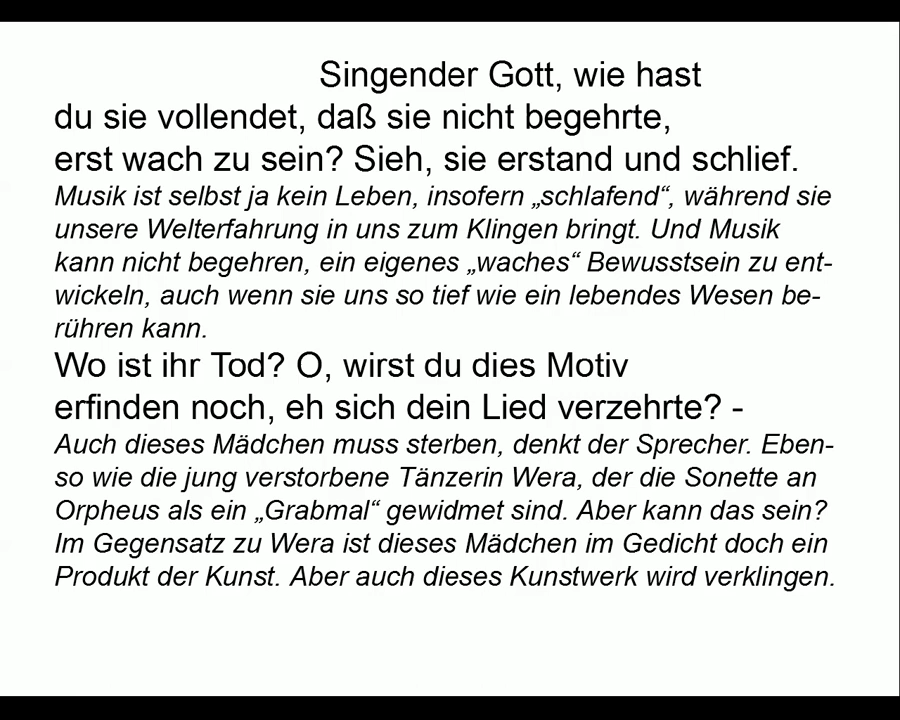 Singender Gott, wie hast
du sie vollendet, daß sie nicht begehrte,
erst wach zu sein? Sieh, sie erstand und schlief.
Musik ist selbst ja kein Leben, insofern „schlafend“, während sie
unsere Welterfahrung in uns zum Klingen bringt. Und Musik
kann nicht begehren, ein eigenes „waches“ Bewusstsein zu ent-
wickeln, auch wenn sie uns so tief wie ein lebendes Wesen be-
rühren kann.
Wo ist ihr Tod? O, wirst du dies Motiv
erfinden noch, eh sich dein Lied verzehrte? -
Auch dieses Mädchen muss sterben, denkt der Sprecher. Eben-
so wie die jung verstorbene Tänzerin Wera, der die Sonette an
Orpheus als ein „Grabmal“ gewidmet sind. Aber kann das sein?
Im Gegensatz zu Wera ist dieses Mädchen im Gedicht doch ein
Produkt der Kunst. Aber auch dieses Kunstwerk wird verklingen.